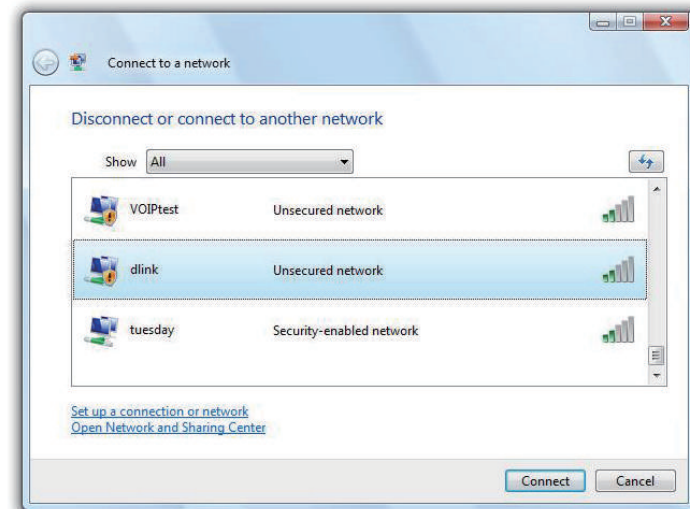 Connect to a network
Disconnect or connect to another network
Show All
VOIPtest Unsecured network
dlink Unsecured network
tuesday Security-enabled network
Set up a connection or network
Open Network and Sharing Center
Connect Cancel